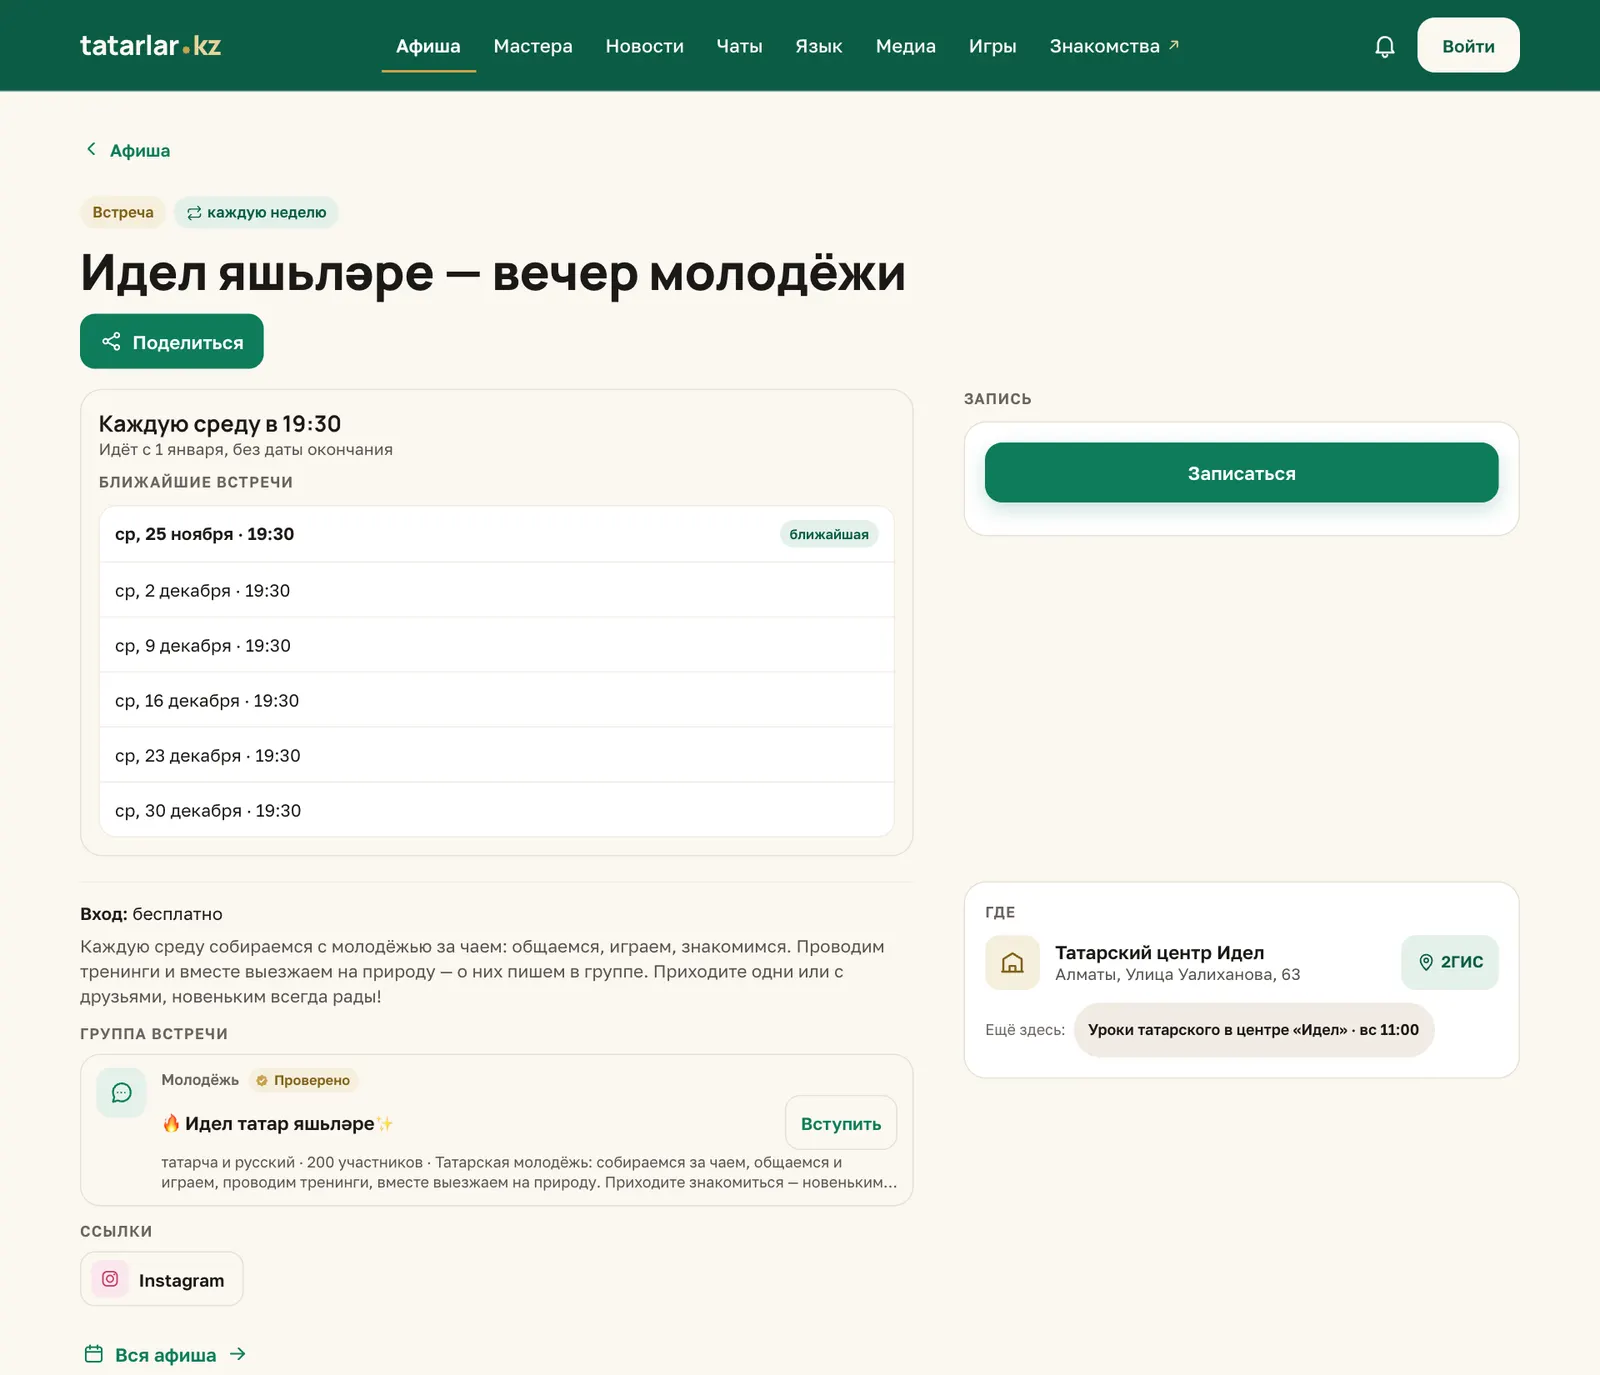 tatarlar.kz
Афиша
Мастера
Новости
Чаты
Язык
Медиа
Игры
Знакомства ↗
Войти
Афиша
Встреча
каждую неделю
Идел яшьләре — вечер молодёжи
Поделиться
Каждую среду в 19:30
Идёт с 1 января, без даты окончания
БЛИЖАЙШИЕ ВСТРЕЧИ
ср, 25 ноября · 19:30
ближайшая
ср, 2 декабря · 19:30
ср, 9 декабря · 19:30
ср, 16 декабря · 19:30
ср, 23 декабря · 19:30
ср, 30 декабря · 19:30
ЗАПИСЬ
Записаться
Вход: бесплатно
Каждую среду собираемся с молодёжью за чаем: общаемся, играем, знакомимся. Проводим
тренинги и вместе выезжаем на природу — о них пишем в группе. Приходите одни или с
друзьями, новеньким всегда рады!
ГРУППА ВСТРЕЧИ
Молодёжь
Проверено
🔥 Идел татар яшьләре✨
Вступить
татарча и русский · 200 участников · Татарская молодёжь: собираемся за чаем, общаемся и
играем, проводим тренинги, вместе выезжаем на природу. Приходите знакомиться — новеньким...
ССЫЛКИ
Instagram
Вся афиша →
ГДЕ
Татарский центр Идел
Алматы, Улица Уалиханова, 63
2ГИС
Ещё здесь:
Уроки татарского в центре «Идел» · вс 11:00